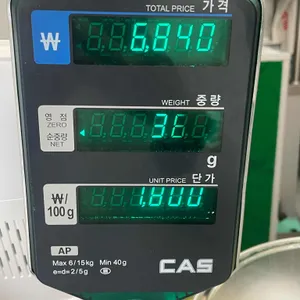 TOTAL PRICE 가격
₩ 6,840
WEIGHT 중량
영 점
ZERO
순중량
NET
g
UNIT PRICE 단가
₩/
100g
1,800
AP
Max 6/15kg Min 40g
e=d= 2/5g
CAS